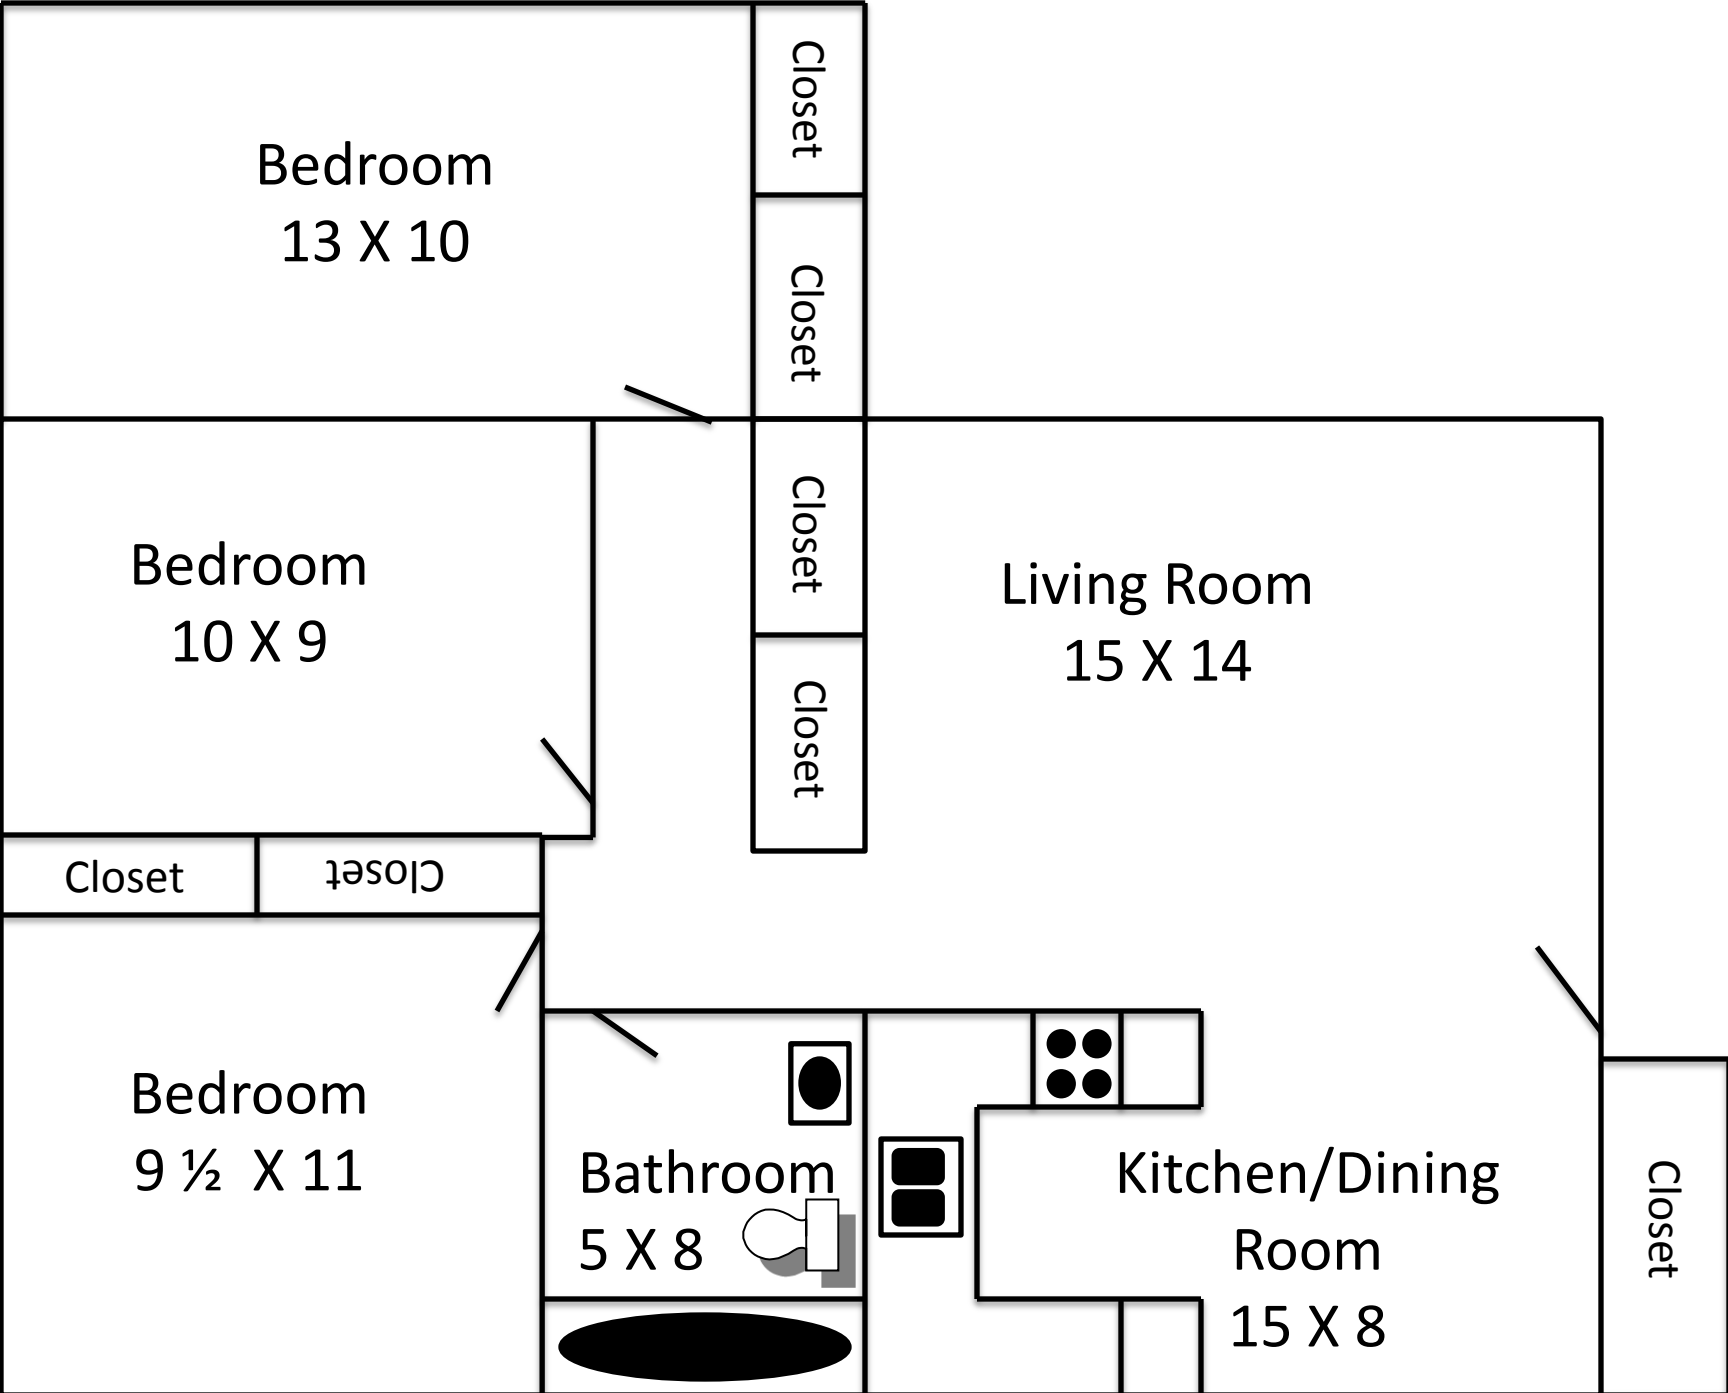 Closet
Bedroom
13 X 10
Closet
Closet
Bedroom
10 X 9
Living Room
15 X 14
Closet
Closet
Closet
Bedroom
9 ½ X 11
Bathroom
5 X 8
Kitchen/Dining
Room
15 X 8
Closet